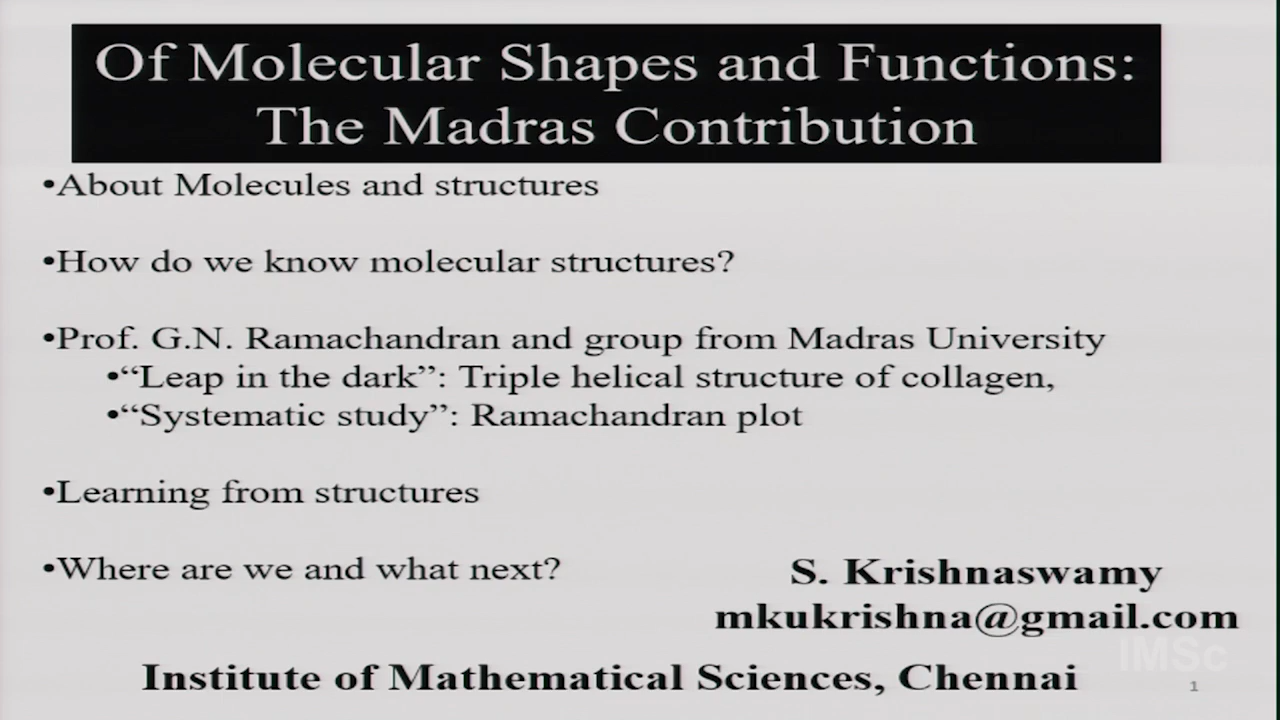 Of Molecular Shapes and Functions:
The Madras Contribution
•About Molecules and structures
•How do we know molecular structures?
•Prof. G.N. Ramachandran and group from Madras University
•“Leap in the dark”: Triple helical structure of collagen,
•“Systematic study”: Ramachandran plot
•Learning from structures
•Where are we and what next?
S. Krishnaswamy
mkukrishna@gmail.com
IMSc
Institute of Mathematical Sciences, Chennai
1